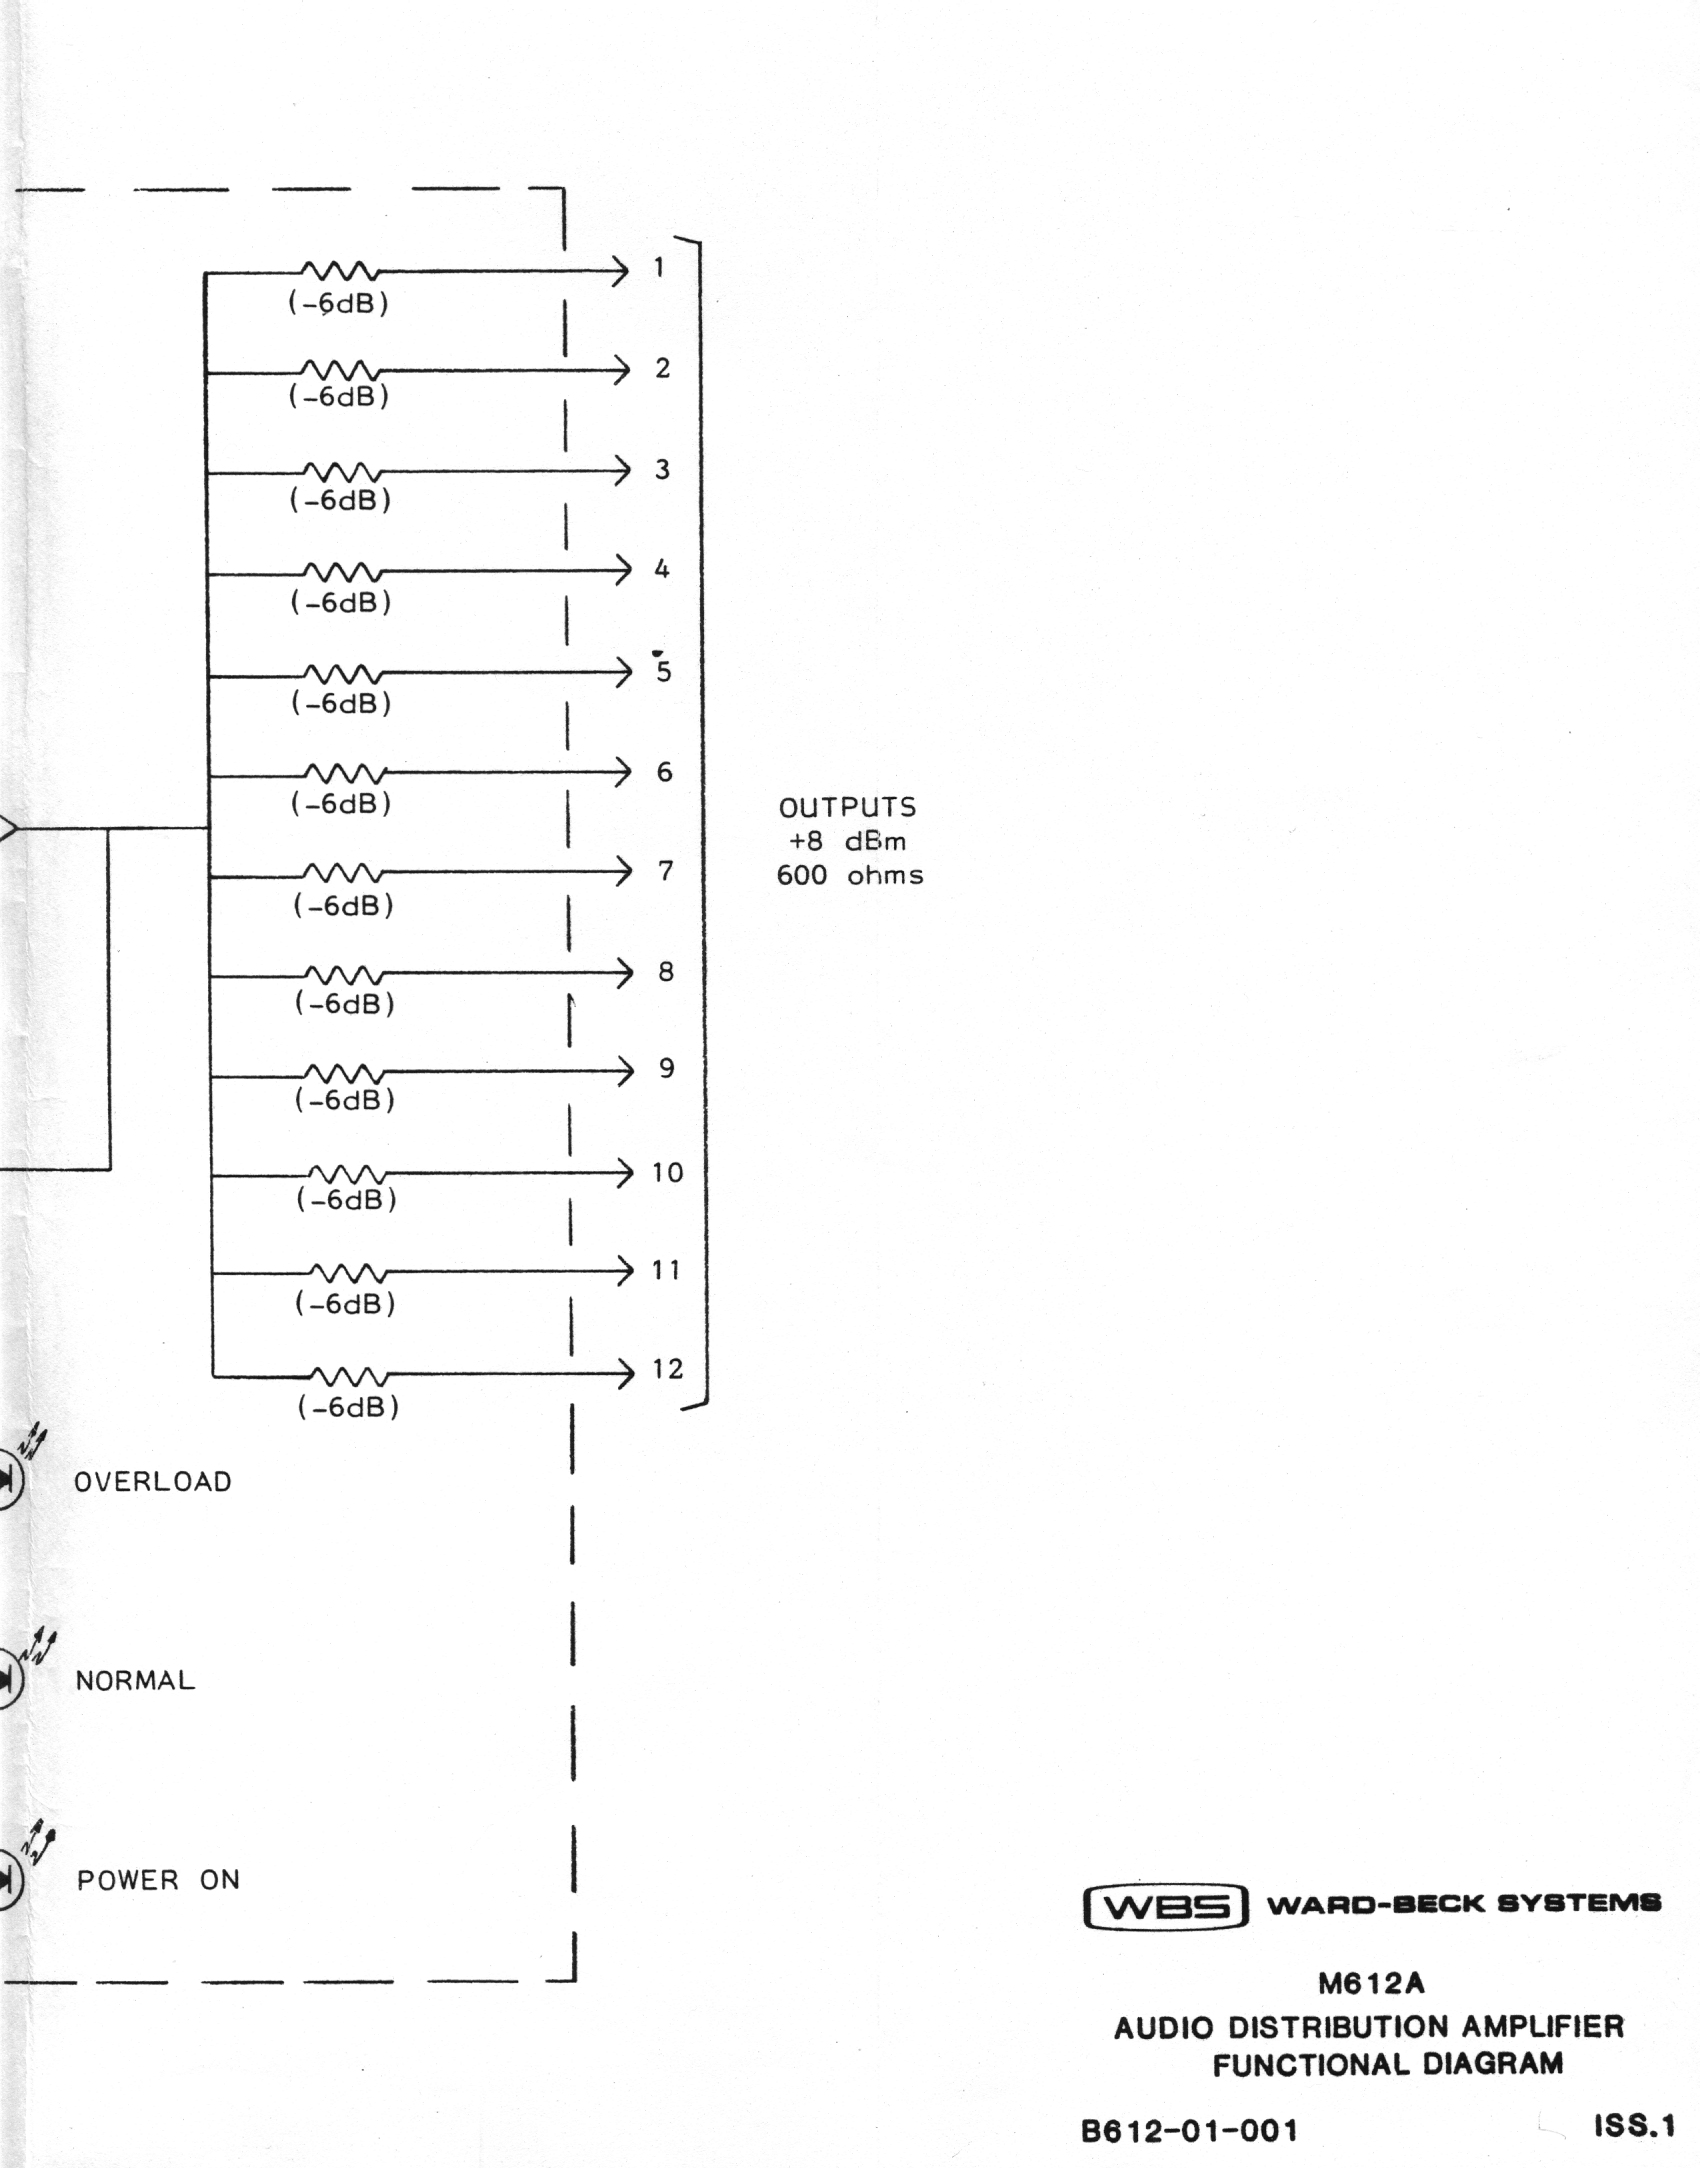 1
(-6dB)
2
(-6dB)
3
(-6dB)
4
(-6dB)
5
(-6dB)
6
(-6dB)
OUTPUTS
+8 dBm
600 ohms
7
(-6dB)
8
(-6dB)
9
(-6dB)
10
(-6dB)
11
(-6dB)
12
(-6dB)
OVERLOAD
NORMAL
POWER ON
WBS WARD-BECK SYSTEMS
M612A
AUDIO DISTRIBUTION AMPLIFIER
FUNCTIONAL DIAGRAM
B612-01-001 ISS.1